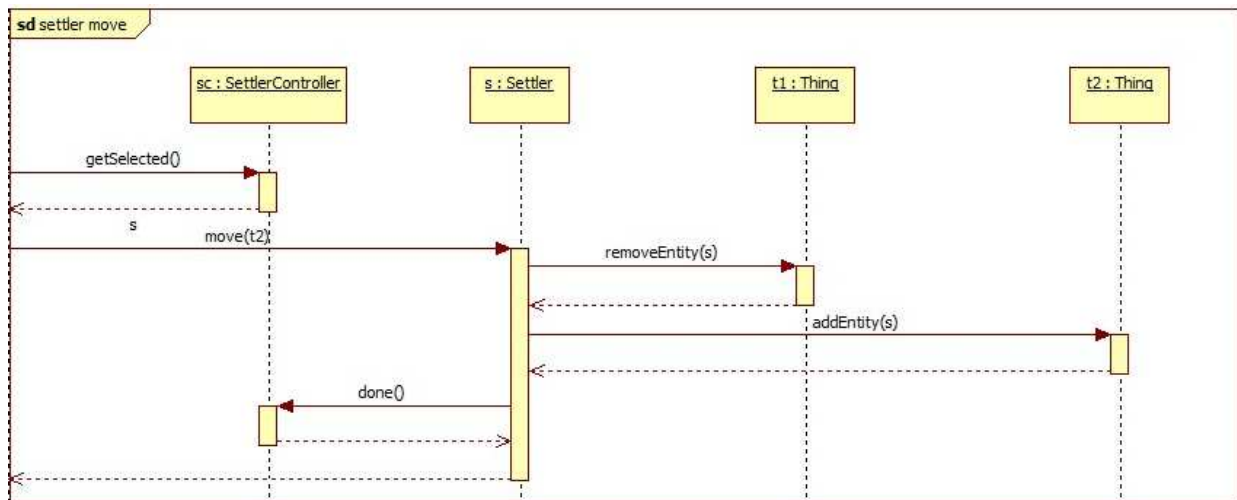 sd settler move
sc : SettlerController
s : Settler
t1 : Thing
t2 : Thing
getSelected()
s
move(t2)
removeEntity(s)
addEntity(s)
done()